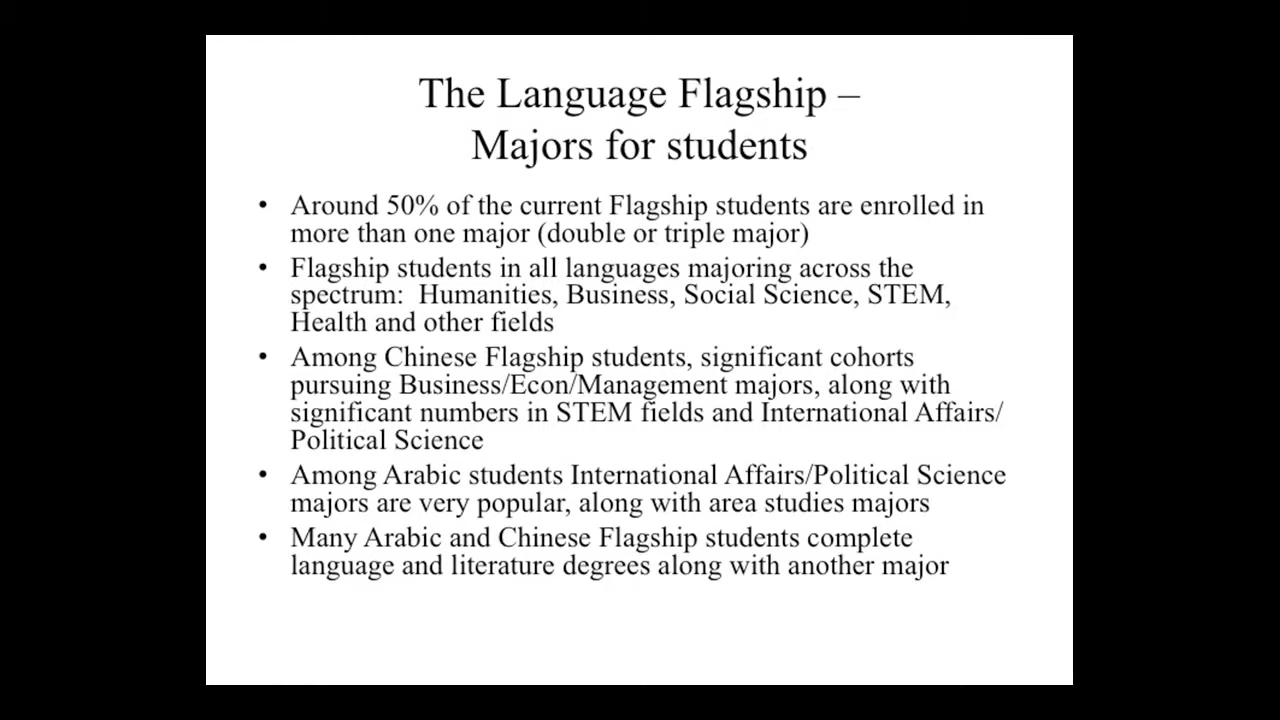 The Language Flagship –
Majors for students
• Around 50% of the current Flagship students are enrolled in
more than one major (double or triple major)
• Flagship students in all languages majoring across the
spectrum:  Humanities, Business, Social Science, STEM,
Health and other fields
• Among Chinese Flagship students, significant cohorts
pursuing Business/Econ/Management majors, along with
significant numbers in STEM fields and International Affairs/
Political Science
• Among Arabic students International Affairs/Political Science
majors are very popular, along with area studies majors
• Many Arabic and Chinese Flagship students complete
language and literature degrees along with another major